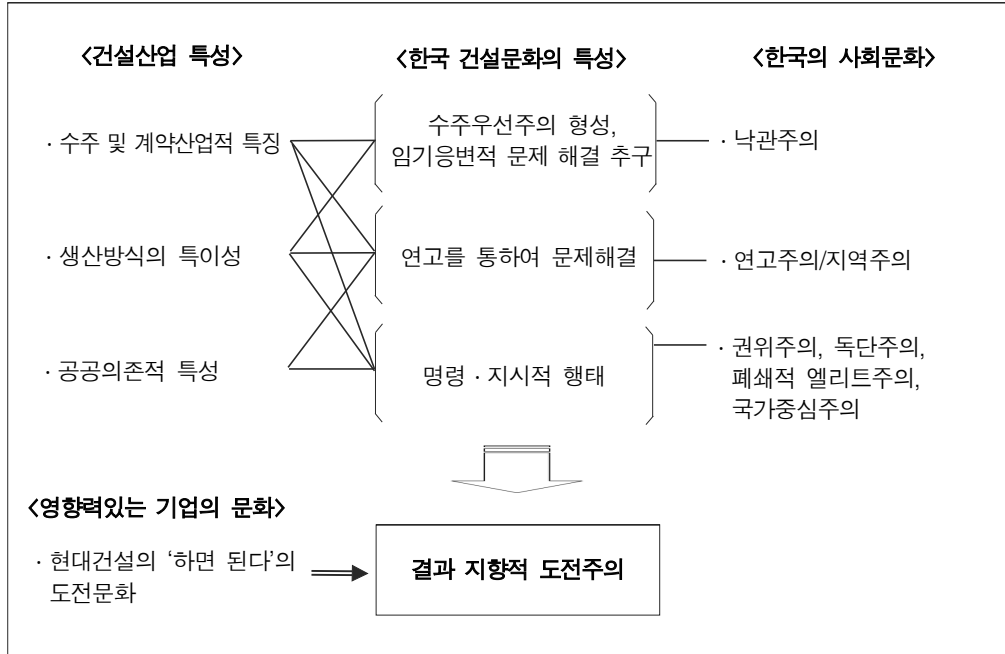 <건설산업 특성>
<한국 건설문화의 특성>
<한국의 사회문화>
· 수주 및 계약산업적 특징
수주우선주의 형성,
임기응변적 문제 해결 추구
· 낙관주의
· 생산방식의 특이성
연고를 통하여 문제해결
· 연고주의/지역주의
· 공공의존적 특성
명령 · 지시적 행태
· 권위주의, 독단주의,
폐쇄적 엘리트주의,
국가중심주의
<영향력있는 기업의 문화>
· 현대건설의 ‘하면 된다’의
도전문화
결과 지향적 도전주의